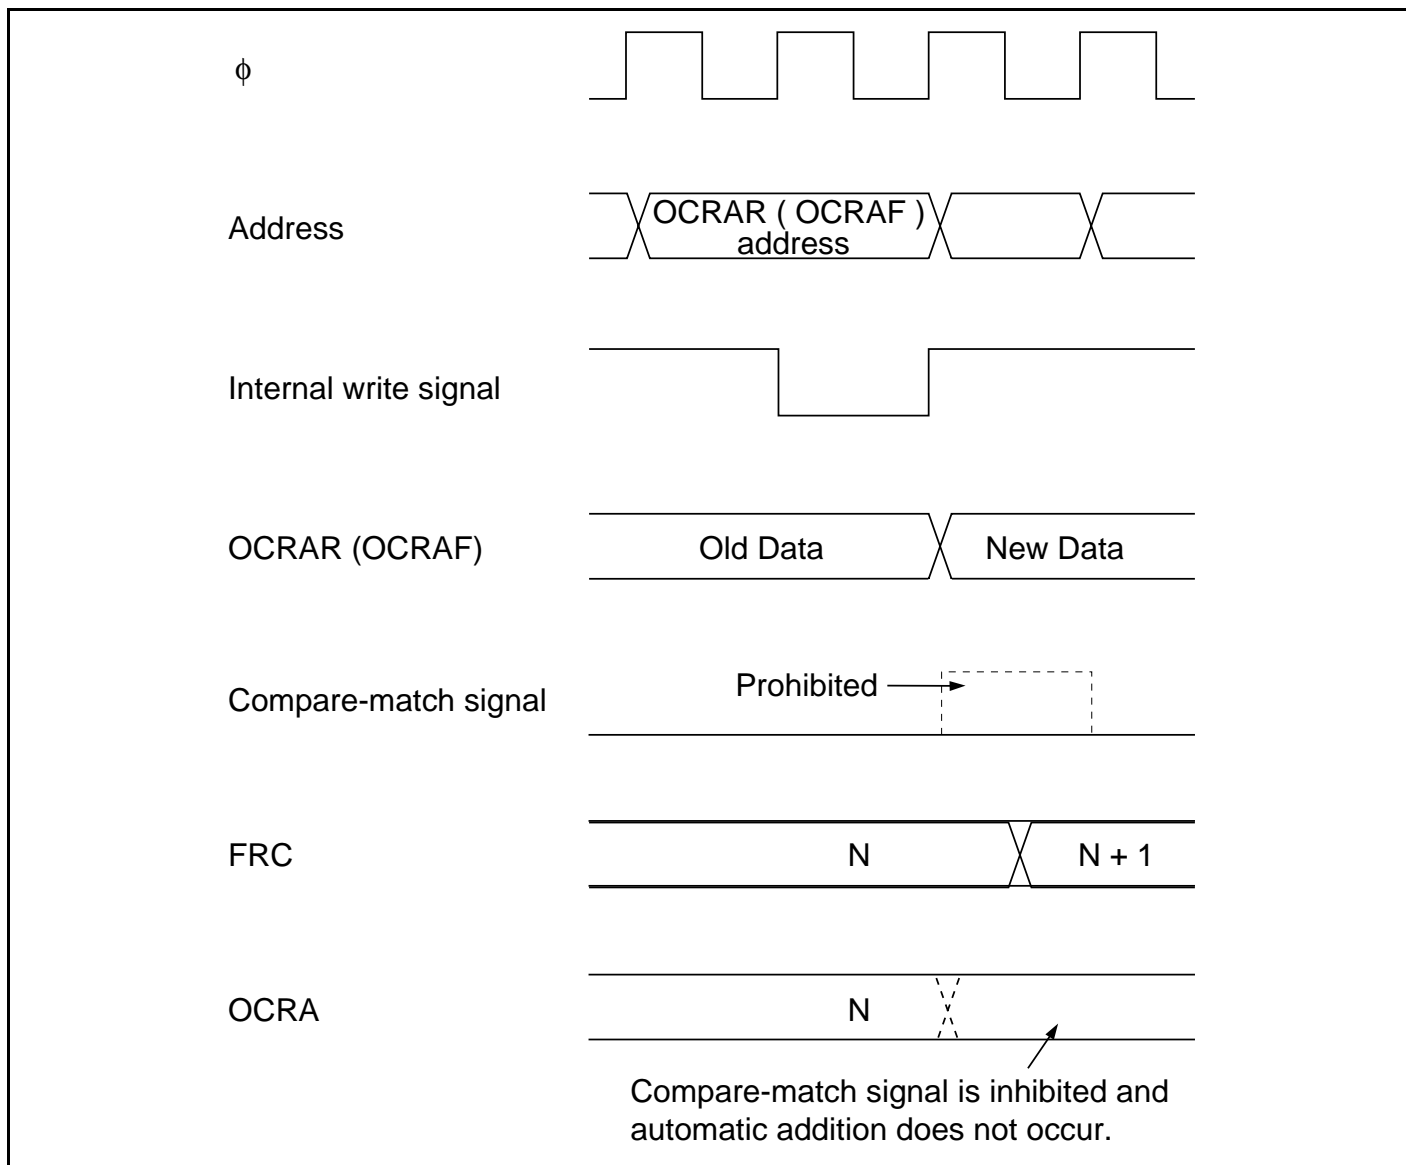 ϕ
Address
OCRAR ( OCRAF )
address
Internal write signal
OCRAR (OCRAF)
Old Data
New Data
Compare-match signal
Prohibited
FRC
N
N + 1
OCRA
N
Compare-match signal is inhibited and
automatic addition does not occur.